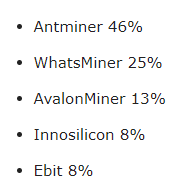 • Antminer 46%
• WhatsMiner 25%
• AvalonMiner 13%
• Innosilicon 8%
• Ebit 8%